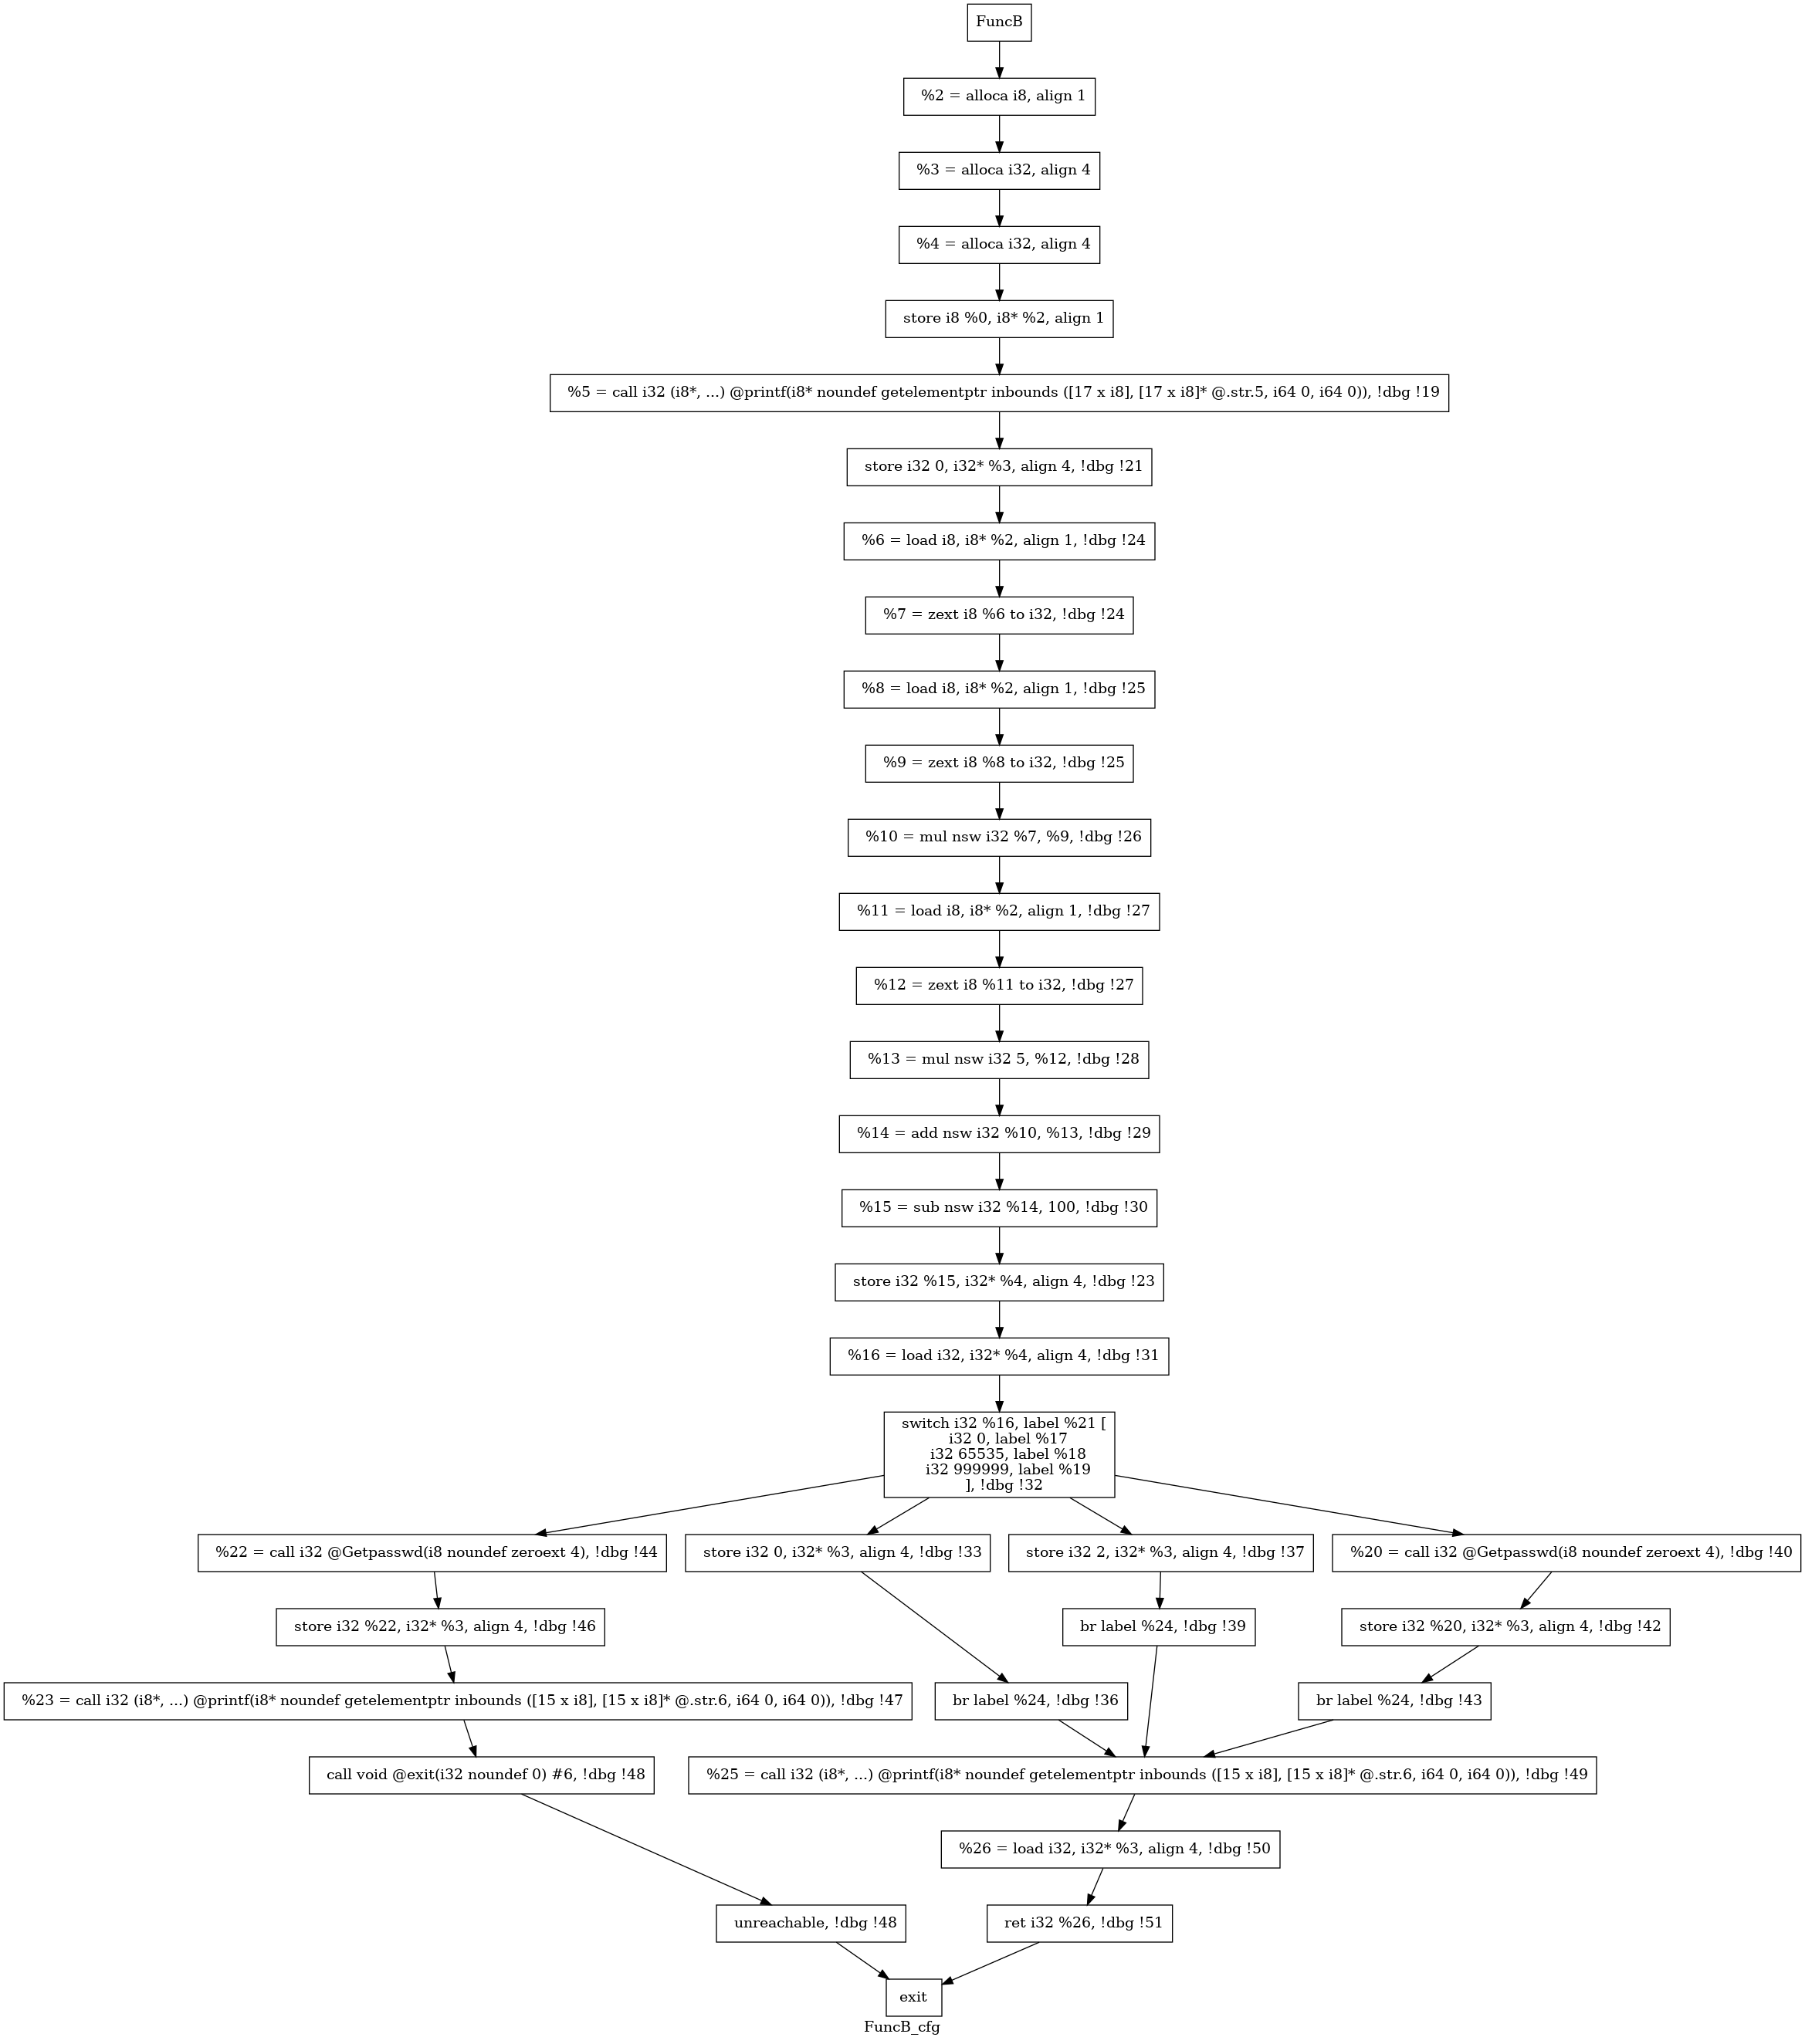 FuncB
%2 = alloca i8, align 1
%3 = alloca i32, align 4
%4 = alloca i32, align 4
store i8 %0, i8* %2, align 1
%5 = call i32 (i8*, ...) @printf(i8* noundef getelementptr inbounds ([17 x i8], [17 x i8]* @.str.5, i64 0, i64 0)), !dbg !19
store i32 0, i32* %3, align 4, !dbg !21
%6 = load i8, i8* %2, align 1, !dbg !24
%7 = zext i8 %6 to i32, !dbg !24
%8 = load i8, i8* %2, align 1, !dbg !25
%9 = zext i8 %8 to i32, !dbg !25
%10 = mul nsw i32 %7, %9, !dbg !26
%11 = load i8, i8* %2, align 1, !dbg !27
%12 = zext i8 %11 to i32, !dbg !27
%13 = mul nsw i32 5, %12, !dbg !28
%14 = add nsw i32 %10, %13, !dbg !29
%15 = sub nsw i32 %14, 100, !dbg !30
store i32 %15, i32* %4, align 4, !dbg !23
%16 = load i32, i32* %4, align 4, !dbg !31
switch i32 %16, label %21 [
i32 0, label %17
i32 65535, label %18
i32 999999, label %19
], !dbg !32
%22 = call i32 @Getpasswd(i8 noundef zeroext 4), !dbg !44
store i32 0, i32* %3, align 4, !dbg !33
store i32 2, i32* %3, align 4, !dbg !37
%20 = call i32 @Getpasswd(i8 noundef zeroext 4), !dbg !40
store i32 %22, i32* %3, align 4, !dbg !46
br label %24, !dbg !39
store i32 %20, i32* %3, align 4, !dbg !42
%23 = call i32 (i8*, ...) @printf(i8* noundef getelementptr inbounds ([15 x i8], [15 x i8]* @.str.6, i64 0, i64 0)), !dbg !47
br label %24, !dbg !36
br label %24, !dbg !43
call void @exit(i32 noundef 0) #6, !dbg !48
%25 = call i32 (i8*, ...) @printf(i8* noundef getelementptr inbounds ([15 x i8], [15 x i8]* @.str.6, i64 0, i64 0)), !dbg !49
%26 = load i32, i32* %3, align 4, !dbg !50
unreachable, !dbg !48
ret i32 %26, !dbg !51
exit
FuncB_cfg